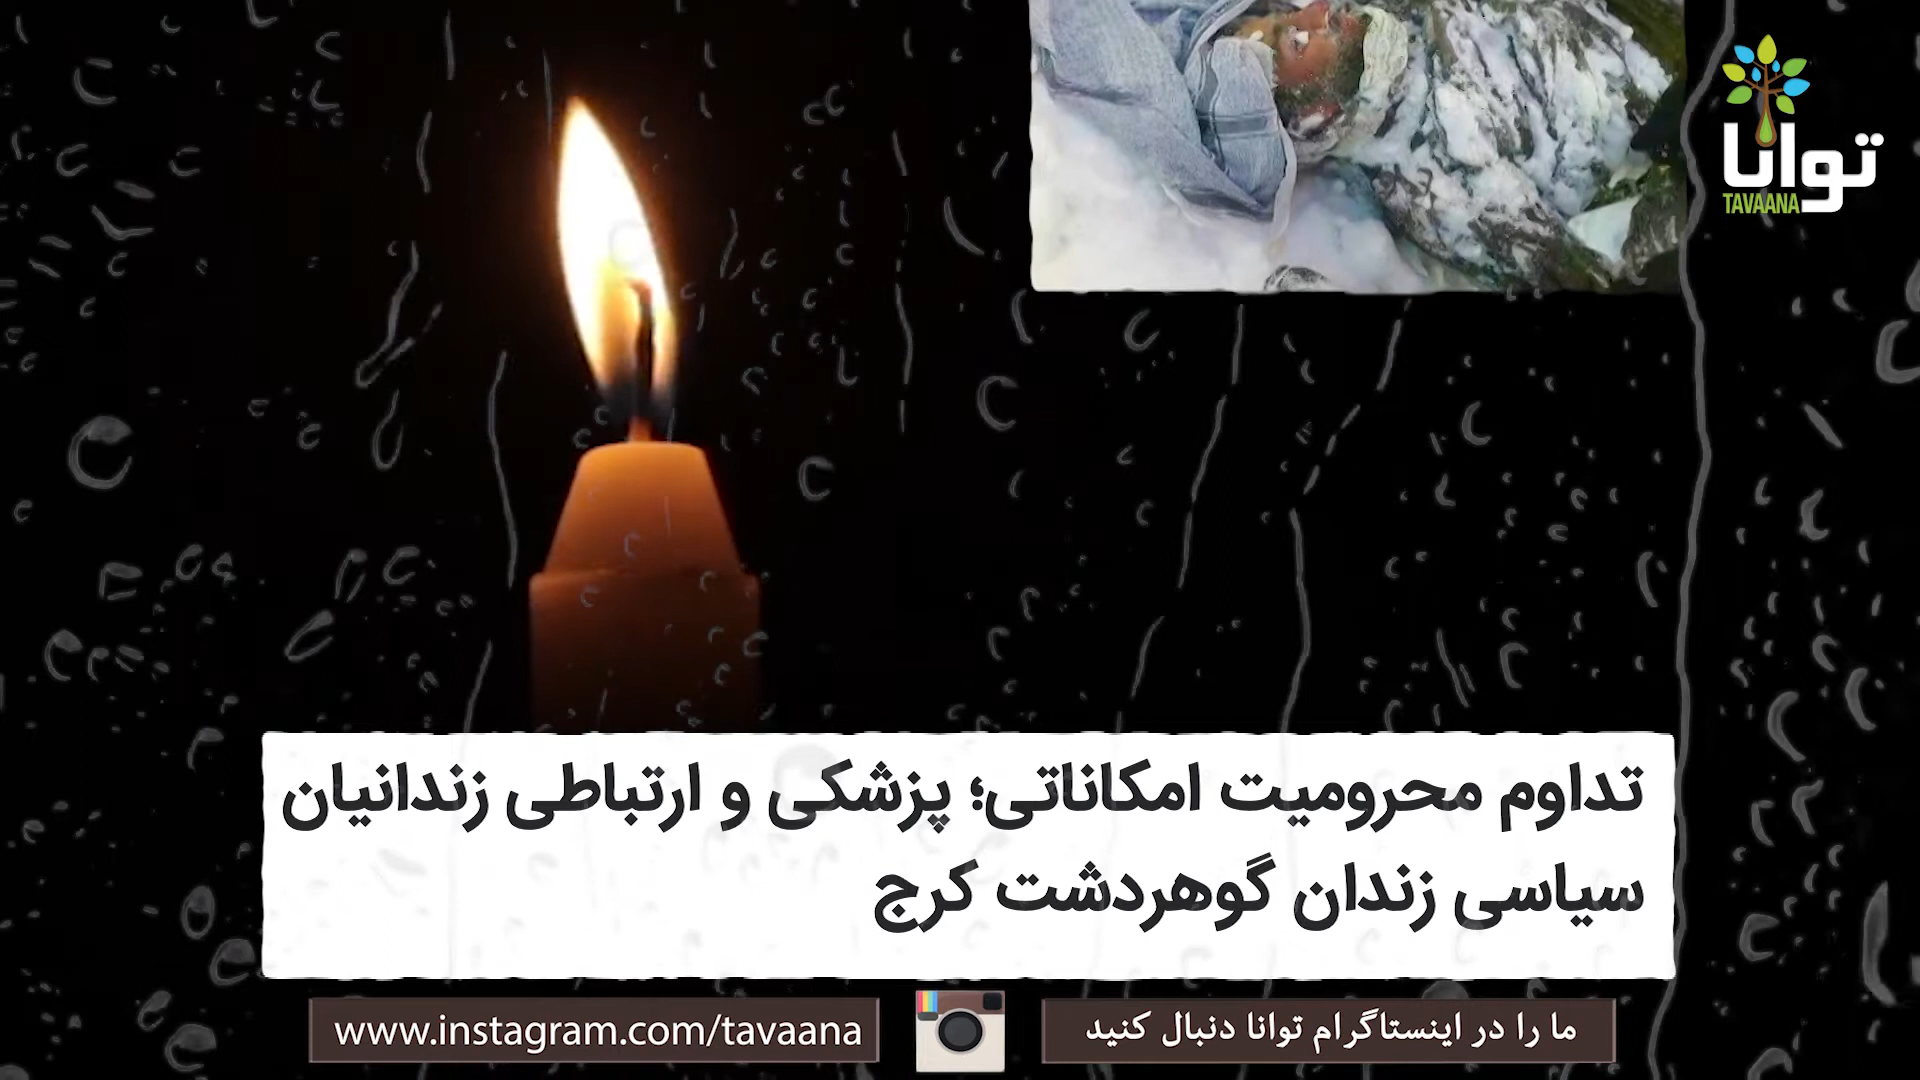 توانا
TAVAANA
تداوم محرومیت امکاناتی؛ پزشکی و ارتباطی زندانیان
سیاسی زندان گوهردشت کرج
ما را در اینستاگرام توانا دنبال کنید
www.instagram.com/tavaana